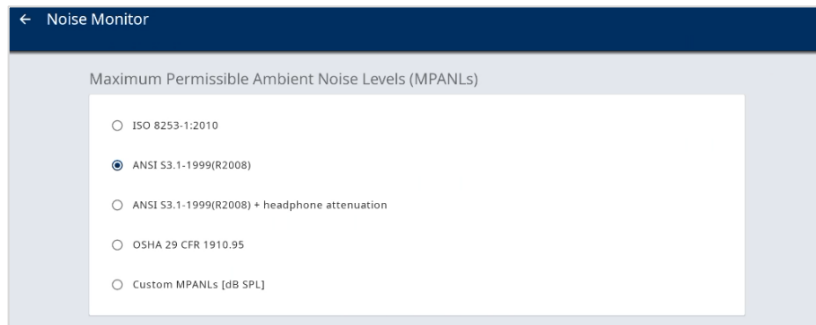 ← Noise Monitor
Maximum Permissible Ambient Noise Levels (MPANLs)
ISO 8253-1:2010
ANSI S3.1-1999(R2008)
ANSI S3.1-1999(R2008) + headphone attenuation
OSHA 29 CFR 1910.95
Custom MPANLs [dB SPL]